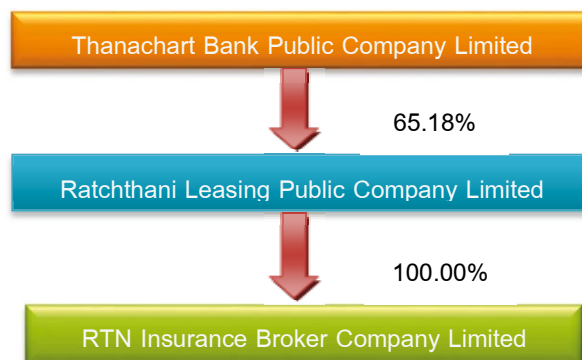 Thanachart Bank Public Company Limited
65.18%
Ratchthani Leasing Public Company Limited
100.00%
RTN Insurance Broker Company Limited